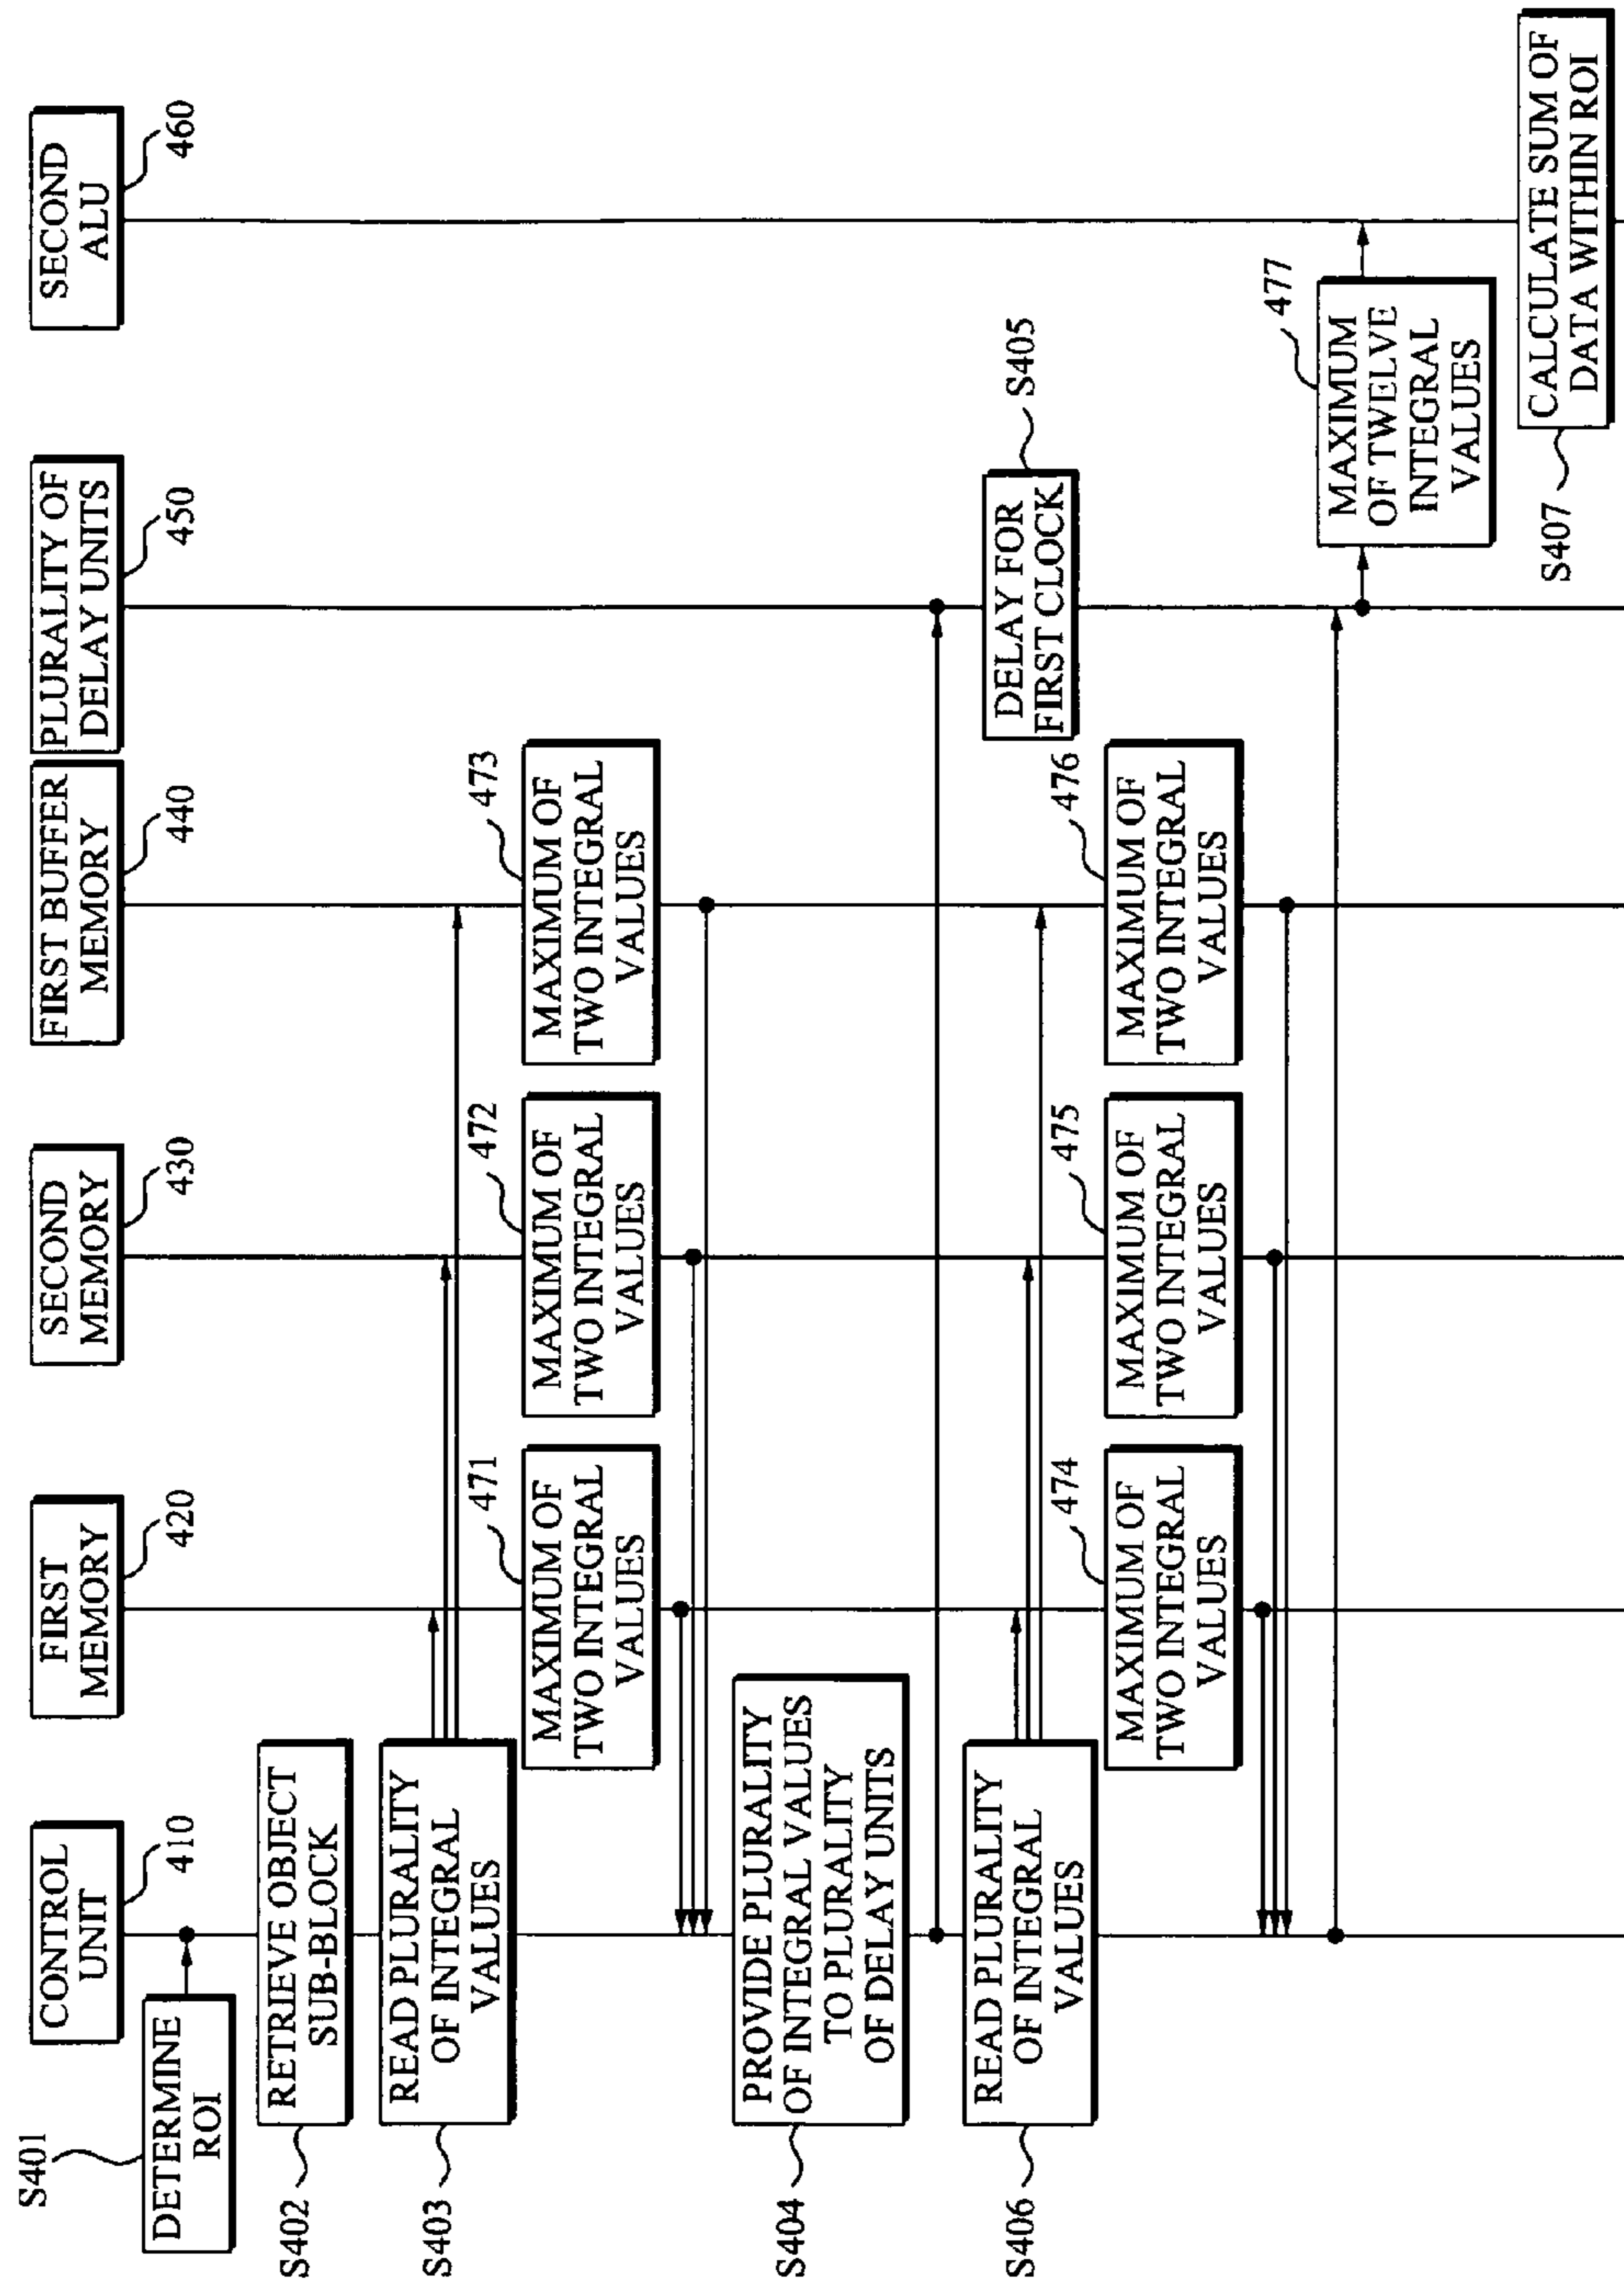 CONTROL
UNIT
410
FIRST
MEMORY
420
SECOND
MEMORY
430
FIRST BUFFER
MEMORY
440
PLURALITY OF
DELAY UNITS
450
SECOND
ALU
460
S401
DETERMINE
ROI
S402
RETRIEVE OBJECT
SUB-BLOCK
S403
READ PLURALITY
OF INTEGRAL
VALUES
471
MAXIMUM OF
TWO INTEGRAL
VALUES
472
MAXIMUM OF
TWO INTEGRAL
VALUES
473
MAXIMUM OF
TWO INTEGRAL
VALUES
S404
PROVIDE PLURALITY
OF INTEGRAL VALUES
TO PLURALITY
OF DELAY UNITS
DELAY FOR
FIRST CLOCK
S405
S406
READ PLURALITY
OF INTEGRAL
VALUES
474
MAXIMUM OF
TWO INTEGRAL
VALUES
475
MAXIMUM OF
TWO INTEGRAL
VALUES
476
MAXIMUM OF
TWO INTEGRAL
VALUES
477
MAXIMUM
OF TWELVE
INTEGRAL
VALUES
S407
CALCULATE SUM OF
DATA WITHIN ROI